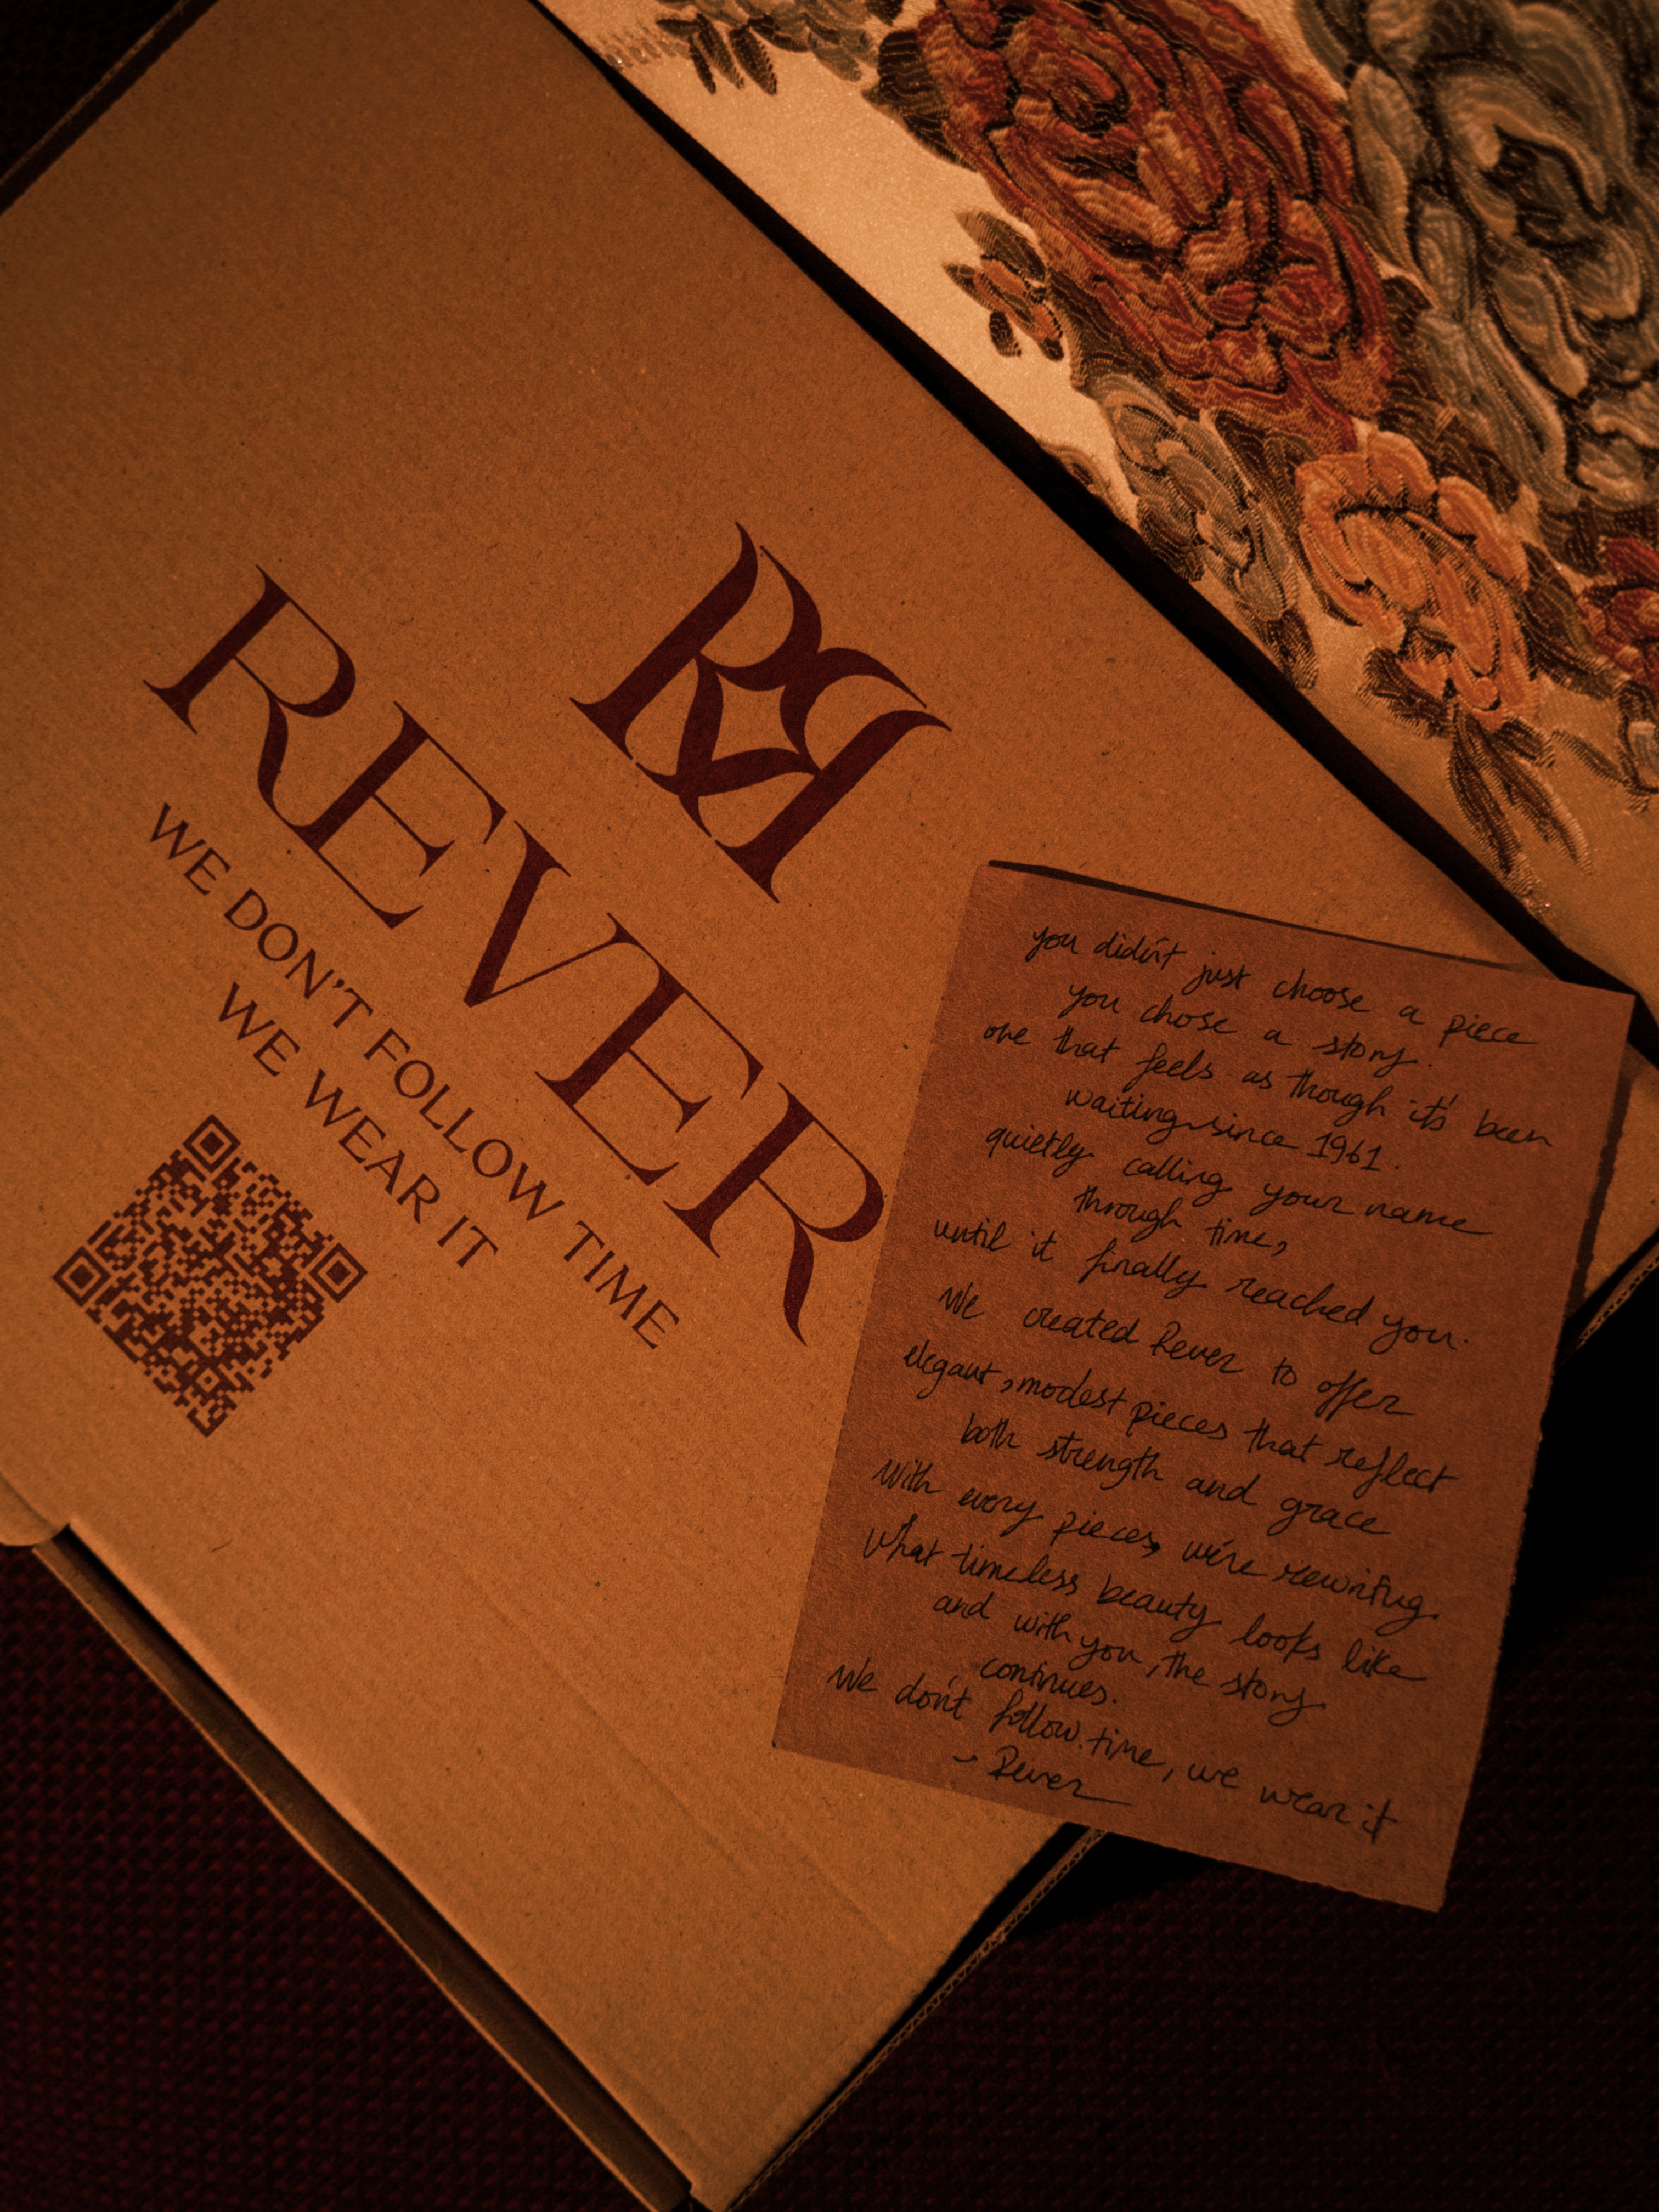 REVER
WE DON'T FOLLOW TIME
WE WEAR IT
you didn't just choose a piece
you chose a story.
one that feels as though it's been
waiting since 1961.
quietly calling your name
through time,
until it finally reached you.
We created Rever to offer
elegant, modest pieces that reflect
both strength and grace
with every pieces, we're rewriting
what timeless beauty looks like
and with you, the story
continues.
We don't follow time, we wear it
- Rever